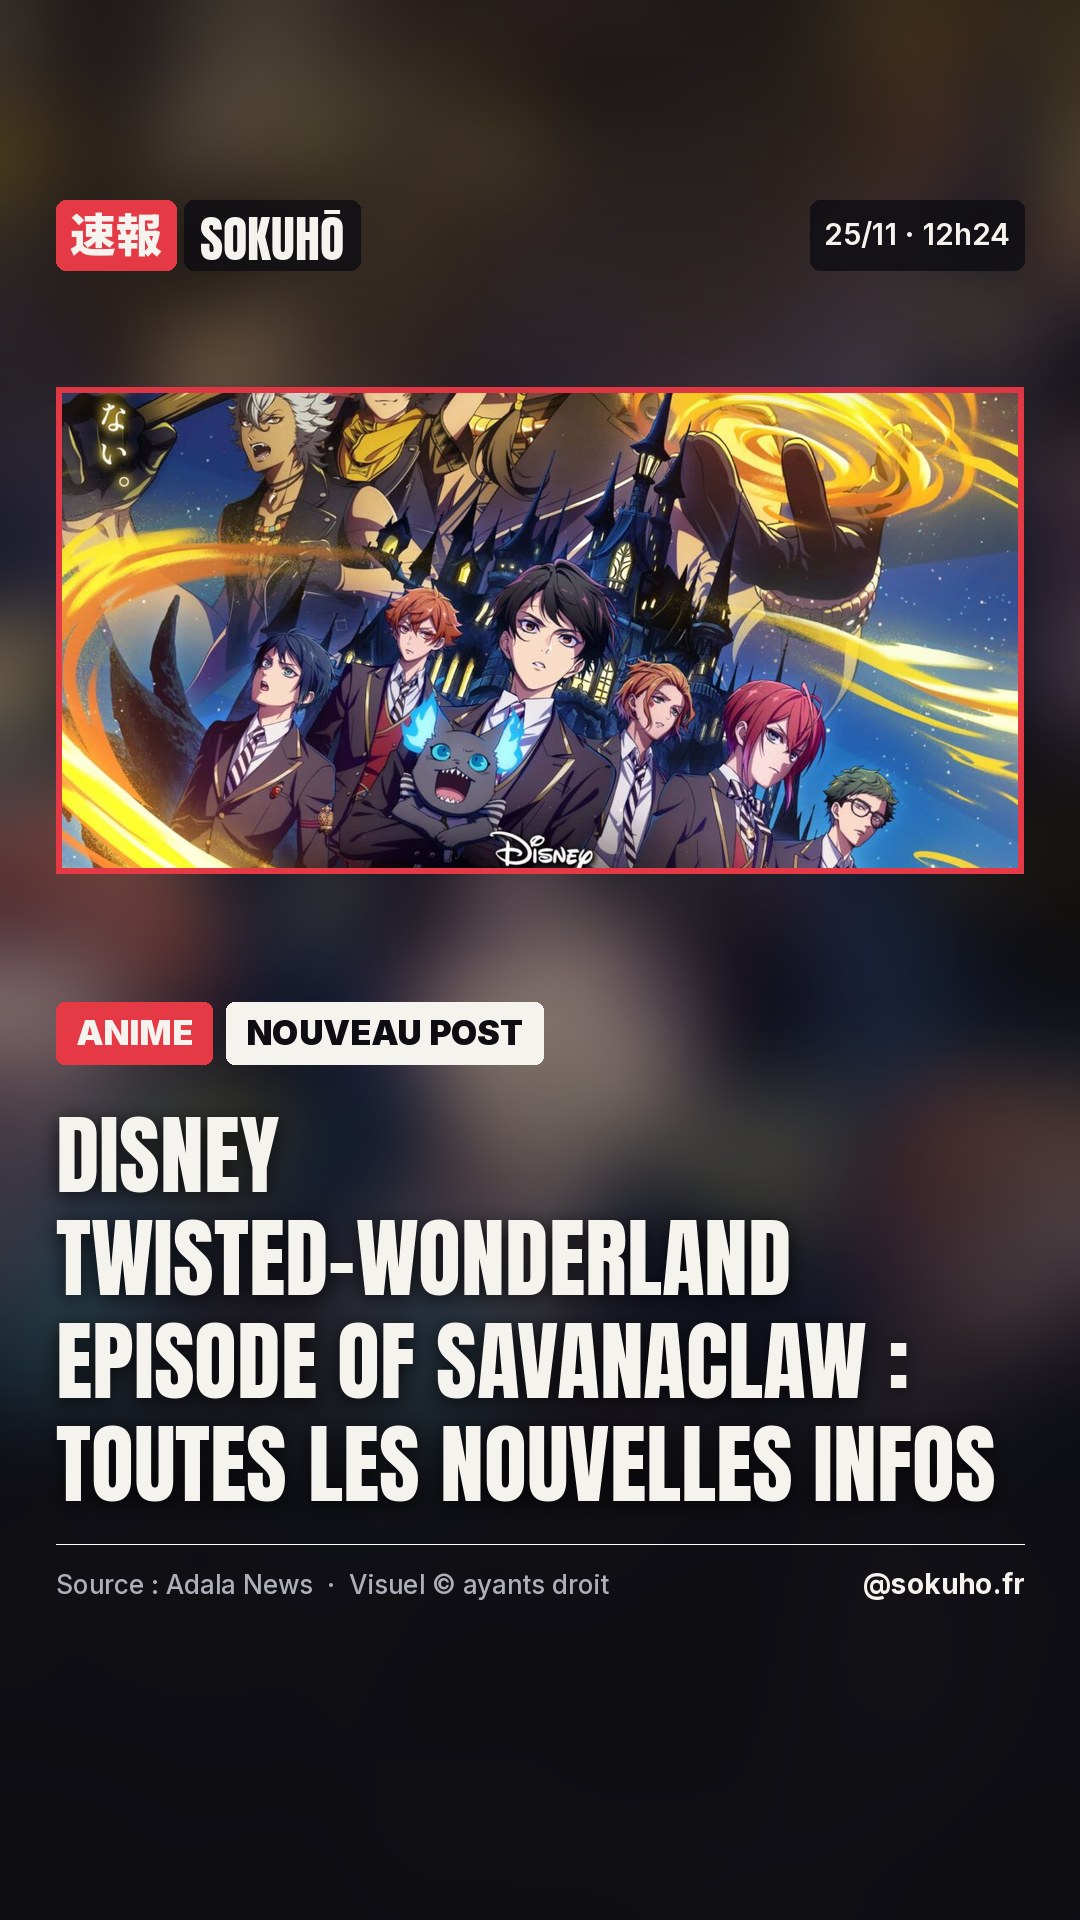 速報 SOKUHŌ
25/11 · 12h24
ない。
Disney
ANIME
NOUVEAU POST
DISNEY
TWISTED-WONDERLAND
EPISODE OF SAVANACLAW :
TOUTES LES NOUVELLES INFOS
Source : Adala News · Visuel © ayants droit
@sokuho.fr